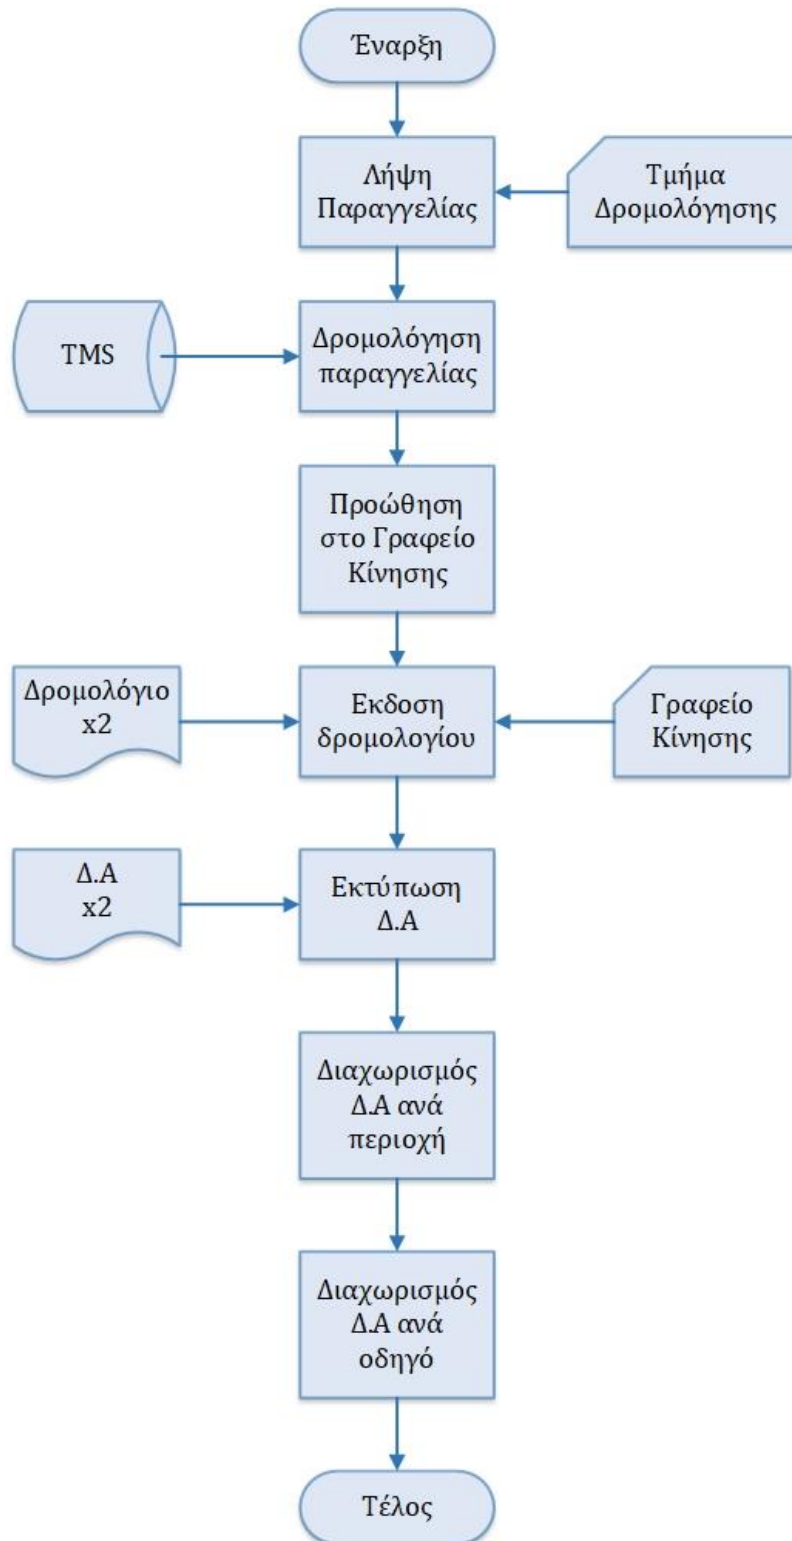 Έναρξη
Λήψη
Παραγγελίας
Τμήμα
Δρομολόγησης
TMS
Δρομολόγηση
παραγγελίας
Προώθηση
στο Γραφείο
Κίνησης
Δρομολόγιο
x2
Εκδοση
δρομολογίου
Γραφείο
Κίνησης
Δ.Α
x2
Εκτύπωση
Δ.Α
Διαχωρισμός
Δ.Α ανά
περιοχή
Διαχωρισμός
Δ.Α ανά
οδηγό
Τέλος